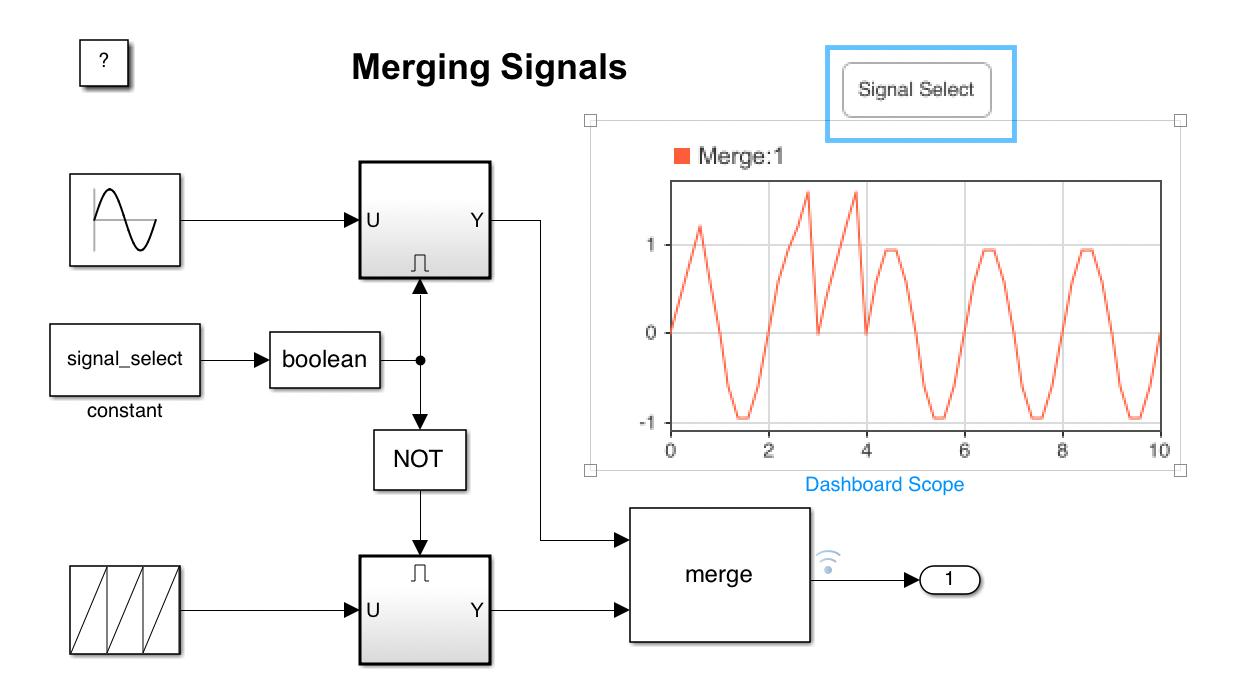 ?
Merging Signals
Signal Select
Merge:1
1
0
-1
0 2 4 6 8 10
Dashboard Scope
U Y
signal_select
constant
boolean
NOT
U Y
merge
1